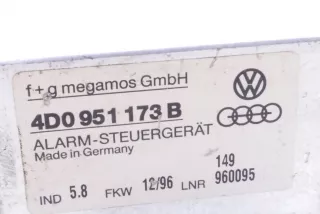 f+g megamos GmbH
4D0 951 173 B
ALARM-STEUERGERÄT
Made in Germany
149
IND 5.8 FKW 12/96 LNR 960095